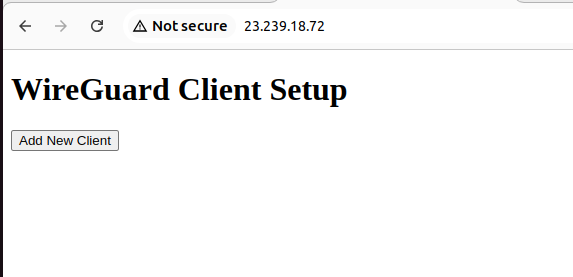 Not secure 23.239.18.72
WireGuard Client Setup
Add New Client